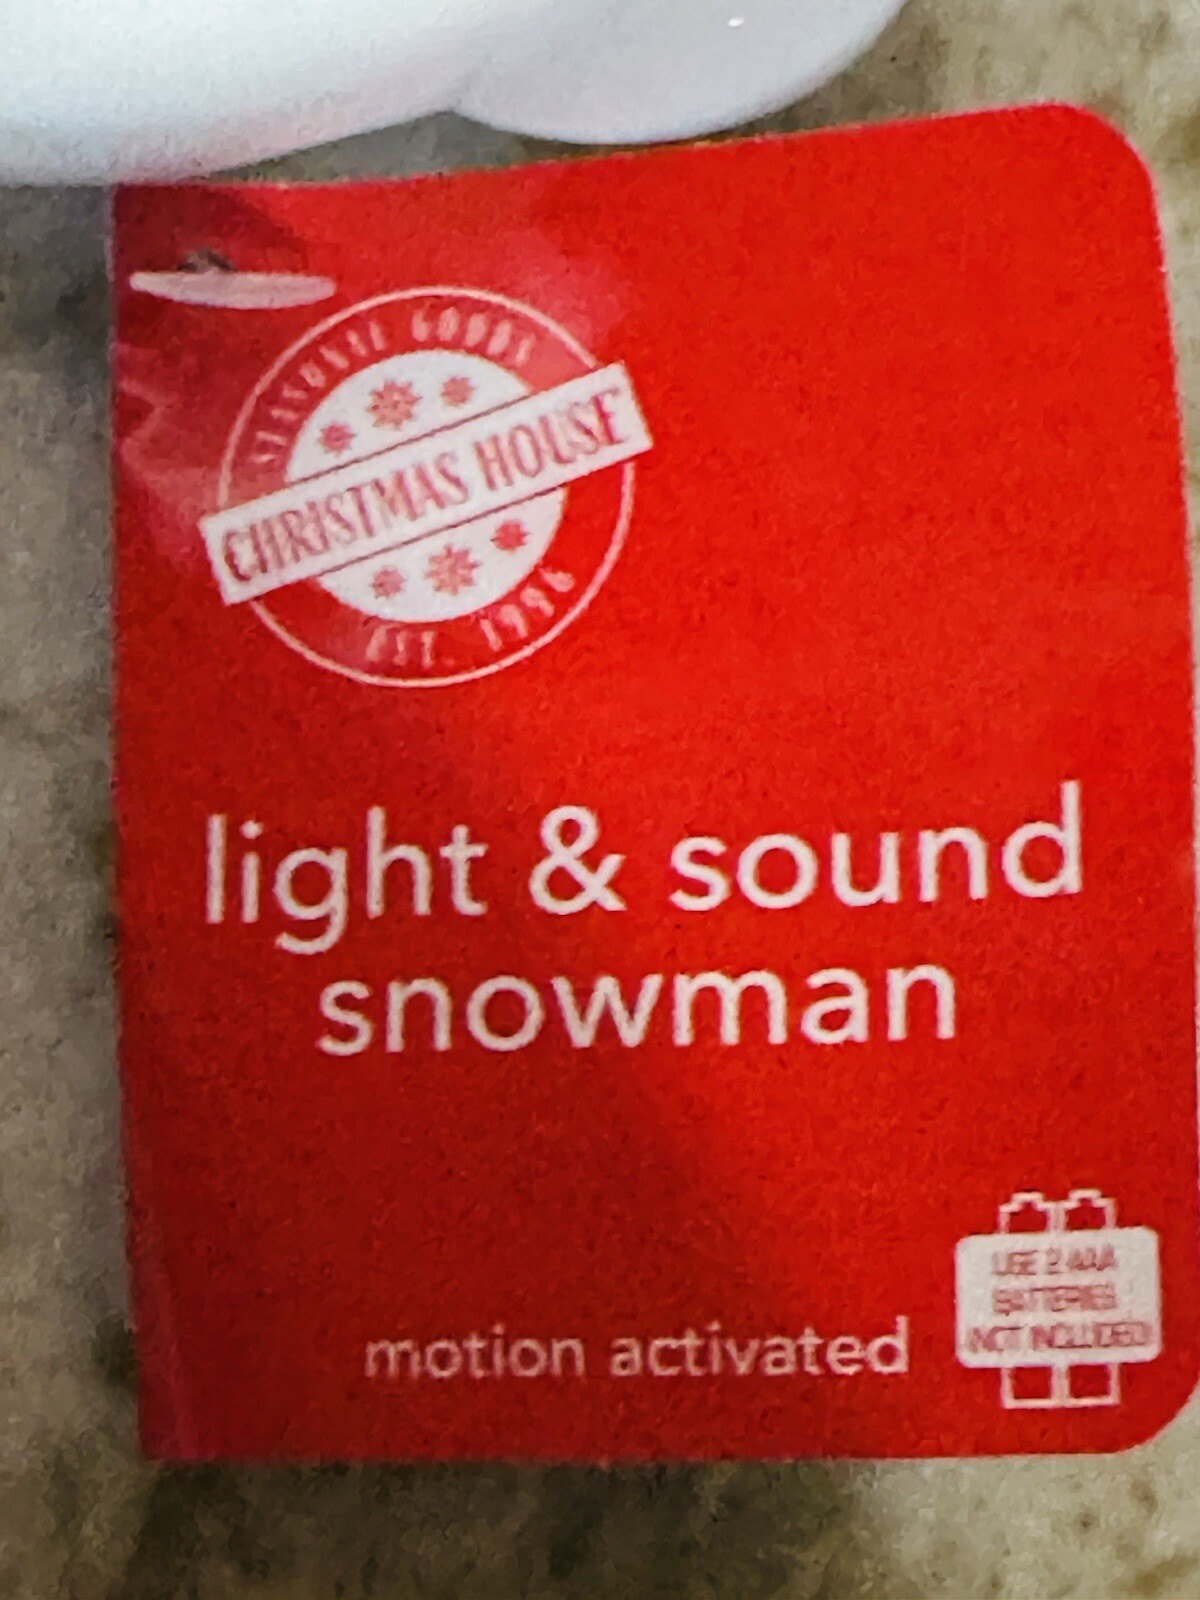 SEASONAL GOODS
CHRISTMAS HOUSE
EST. 1996
light & sound
snowman
motion activated
USE 2 AAA
BATTERIES
NOT INCLUDED